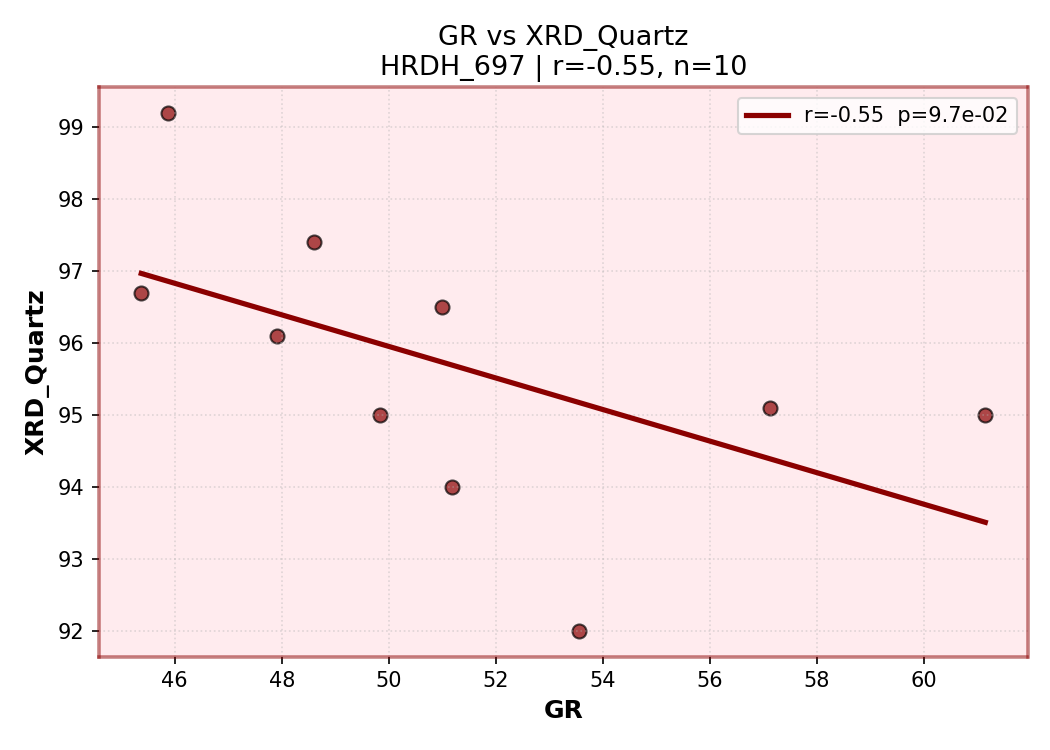 GR vs XRD_Quartz
HRDH_697 | r=-0.55, n=10
r=-0.55  p=9.7e-02
99
98
97
96
95
94
93
92
XRD_Quartz
46 48 50 52 54 56 58 60
GR